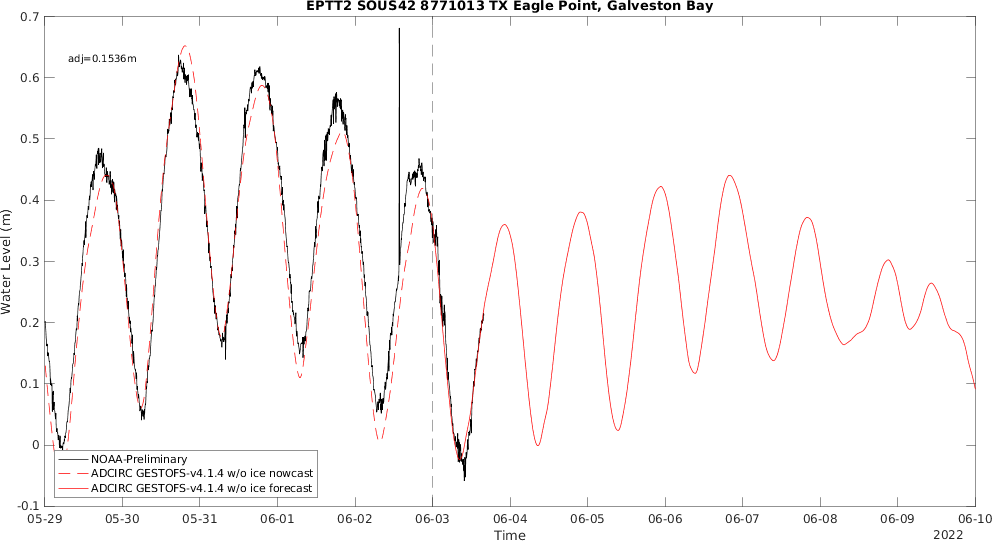 EPTT2 SOUS42 8771013 TX Eagle Point, Galveston Bay
0.7
adj=0.1536m
0.6
0.5
0.4
0.3
0.2
0.1
0
-0.1
Water Level (m)
NOAA-Preliminary
ADCIRC GESTOFS-v4.1.4 w/o ice nowcast
ADCIRC GESTOFS-v4.1.4 w/o ice forecast
05-29 05-30 05-31 06-01 06-02 06-03 06-04 06-05 06-06 06-07 06-08 06-09 06-10
Time
2022